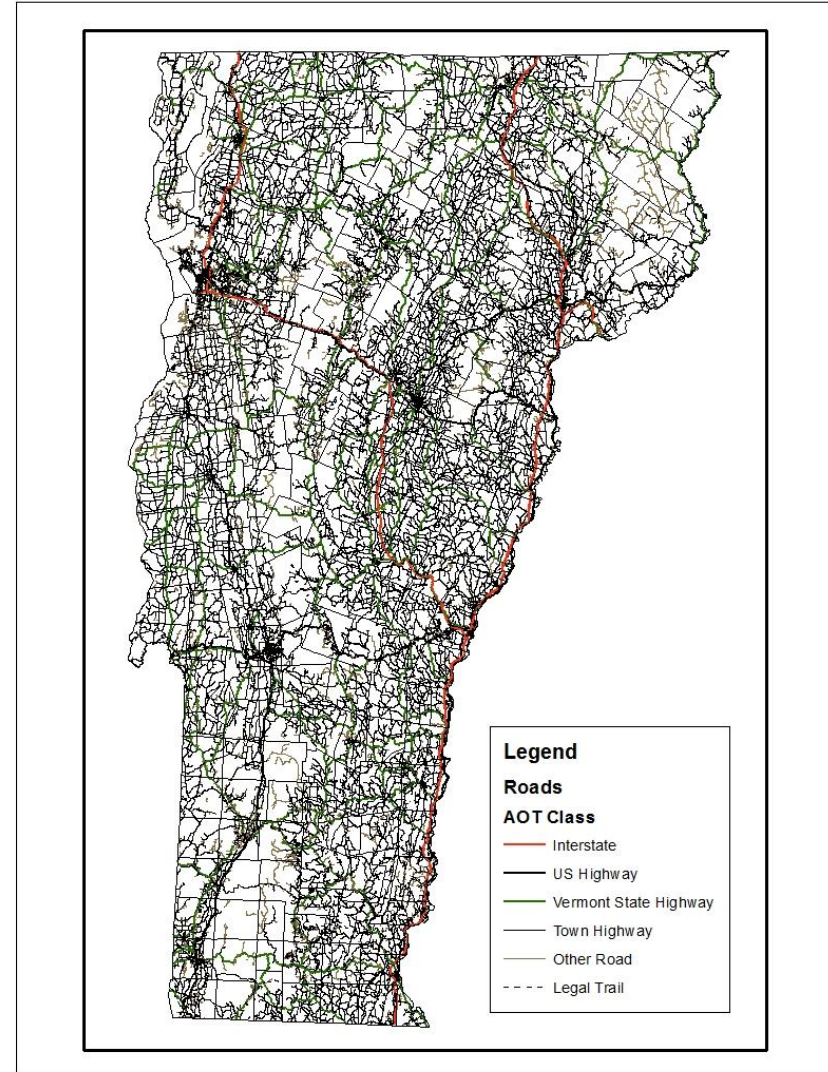 Legend
Roads
AOT Class
Interstate
US Highway
Vermont State Highway
Town Highway
Other Road
Legal Trail